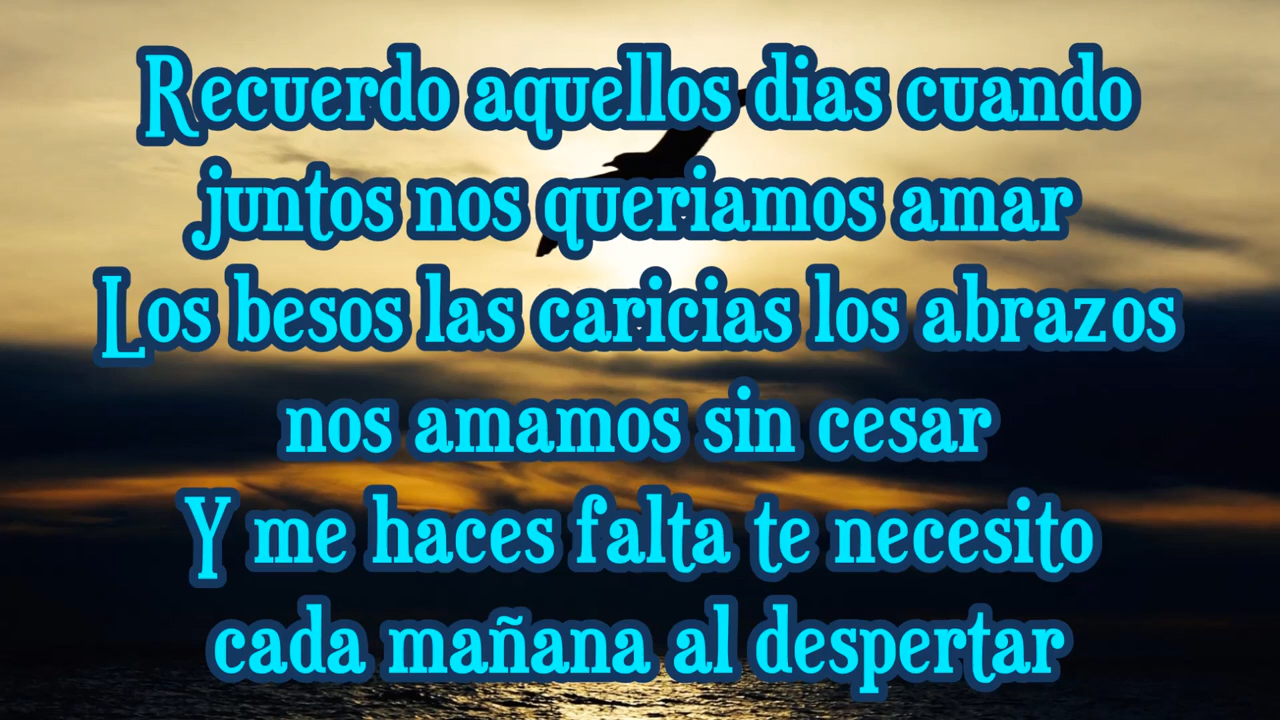 Recuerdo aquellos dias cuando
juntos nos queriamos amar
Los besos las caricias los abrazos
nos amamos sin cesar
Y me haces falta te necesito
cada mañana al despertar